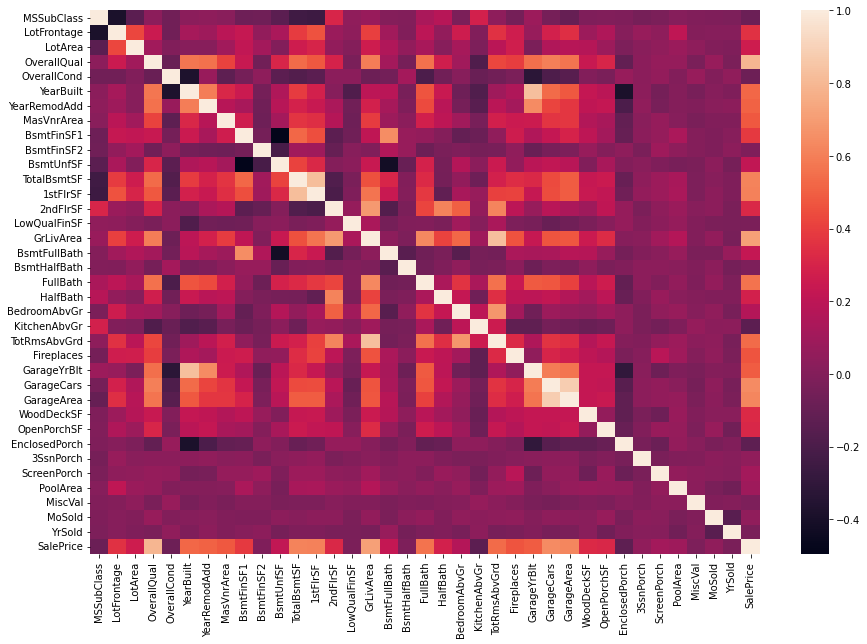 MSSubClass
LotFrontage
LotArea
OverallQual
OverallCond
YearBuilt
YearRemodAdd
MasVnrArea
BsmtFinSF1
BsmtFinSF2
BsmtUnfSF
TotalBsmtSF
1stFlrSF
2ndFlrSF
LowQualFinSF
GrLivArea
BsmtFullBath
BsmtHalfBath
FullBath
HalfBath
BedroomAbvGr
KitchenAbvGr
TotRmsAbvGrd
Fireplaces
GarageYrBlt
GarageCars
GarageArea
WoodDeckSF
OpenPorchSF
EnclosedPorch
3SsnPorch
ScreenPorch
PoolArea
MiscVal
MoSold
YrSold
SalePrice
MSSubClass
LotFrontage
LotArea
OverallQual
OverallCond
YearBuilt
YearRemodAdd
MasVnrArea
BsmtFinSF1
BsmtFinSF2
BsmtUnfSF
TotalBsmtSF
1stFlrSF
2ndFlrSF
LowQualFinSF
GrLivArea
BsmtFullBath
BsmtHalfBath
FullBath
HalfBath
BedroomAbvGr
KitchenAbvGr
TotRmsAbvGrd
Fireplaces
GarageYrBlt
GarageCars
GarageArea
WoodDeckSF
OpenPorchSF
EnclosedPorch
3SsnPorch
ScreenPorch
PoolArea
MiscVal
MoSold
YrSold
SalePrice
1.0
0.8
0.6
0.4
0.2
0.0
−0.2
−0.4